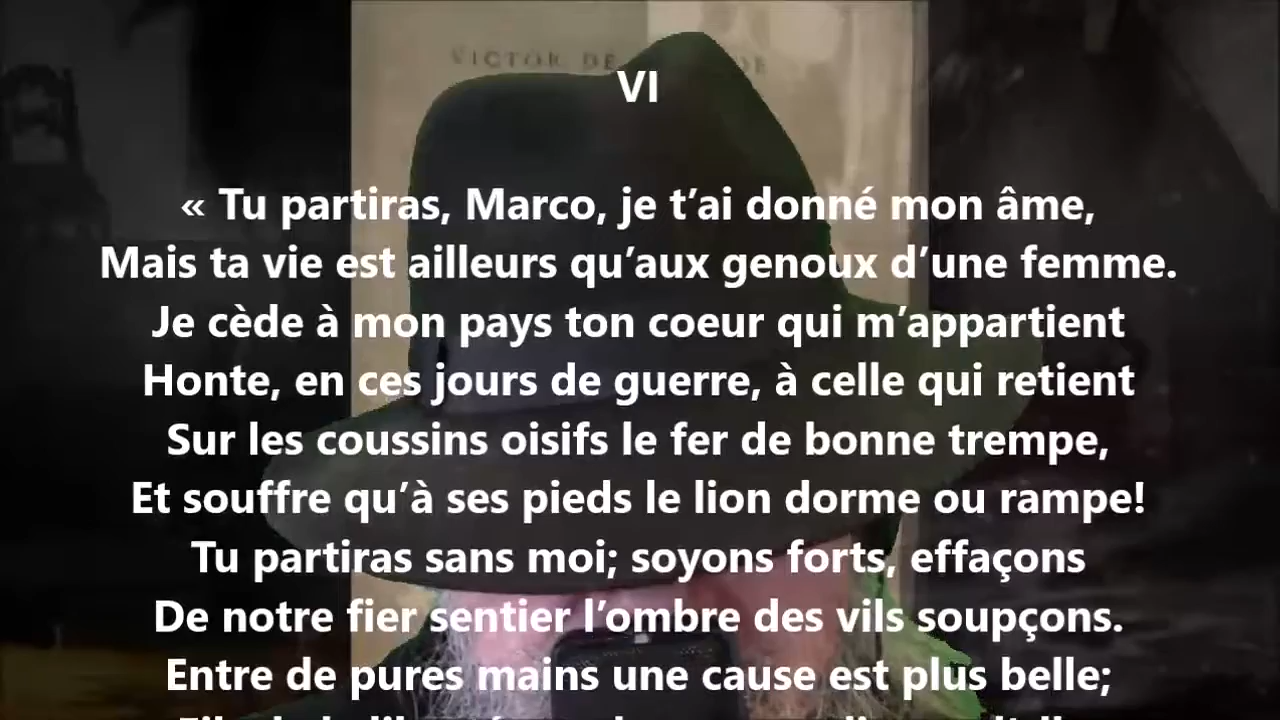 VICTOR DE
VI
« Tu partiras, Marco, je t’ai donné mon âme,
Mais ta vie est ailleurs qu’aux genoux d’une femme.
Je cède à mon pays ton coeur qui m’appartient
Honte, en ces jours de guerre, à celle qui retient
Sur les coussins oisifs le fer de bonne trempe,
Et souffre qu’à ses pieds le lion dorme ou rampe!
Tu partiras sans moi; soyons forts, effaçons
De notre fier sentier l’ombre des vils soupçons.
Entre de pures mains une cause est plus belle;